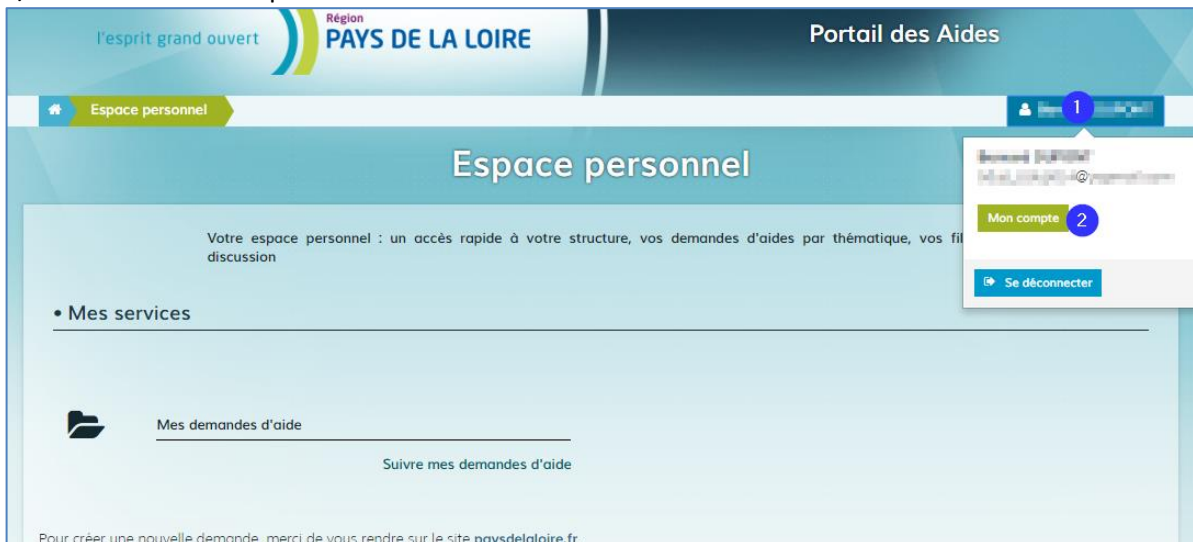 Région
l'esprit grand ouvert PAYS DE LA LOIRE Portail des Aides
Espace personnel 1
Espace personnel
@
Mon compte 2
Votre espace personnel : un accès rapide à votre structure, vos demandes d'aides par thématique, vos fil
discussion
Se déconnecter
• Mes services
Mes demandes d'aide
Suivre mes demandes d'aide
Pour créer une nouvelle demande, merci de vous rendre sur le site paysdelaloire.fr